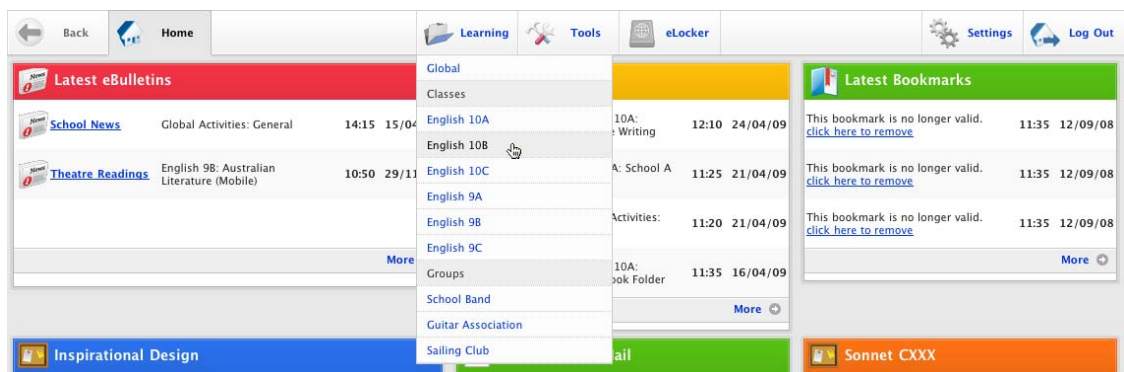 Back
Home
Learning
Tools
eLocker
Settings
Log Out
Latest eBulletins
School News
Global Activities: General
14:15 15/04
Theatre Readings
English 9B: Australian
Literature (Mobile)
10:50 29/11
More
Global
Classes
English 10A
English 10B
English 10C
English 9A
English 9B
English 9C
Groups
School Band
Guitar Association
Sailing Club
10A:
Writing
12:10 24/04/09
A: School A
11:25 21/04/09
Activities:
11:20 21/04/09
10A:
ook Folder
11:35 16/04/09
More
Latest Bookmarks
This bookmark is no longer valid.
click here to remove
11:35 12/09/08
This bookmark is no longer valid.
click here to remove
11:35 12/09/08
This bookmark is no longer valid.
click here to remove
11:35 12/09/08
More
Inspirational Design
ail
Sonnet CXXX